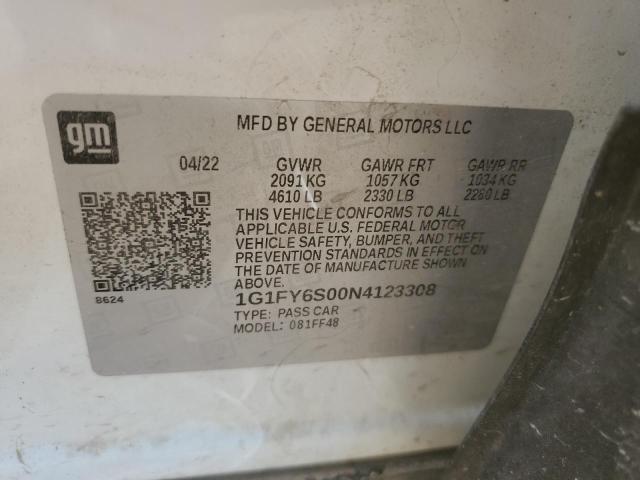 gm
MFD BY GENERAL MOTORS LLC
04/22 GVWR GAWR FRT GAWR RR
2091 KG 1057 KG 1034 KG
4610 LB 2330 LB 2280 LB
THIS VEHICLE CONFORMS TO ALL
APPLICABLE U.S. FEDERAL MOTOR
VEHICLE SAFETY, BUMPER, AND THEFT
PREVENTION STANDARDS IN EFFECT ON
THE DATE OF MANUFACTURE SHOWN
ABOVE.
8624
1G1FY6S00N4123308
TYPE: PASS CAR
MODEL: 081FF48